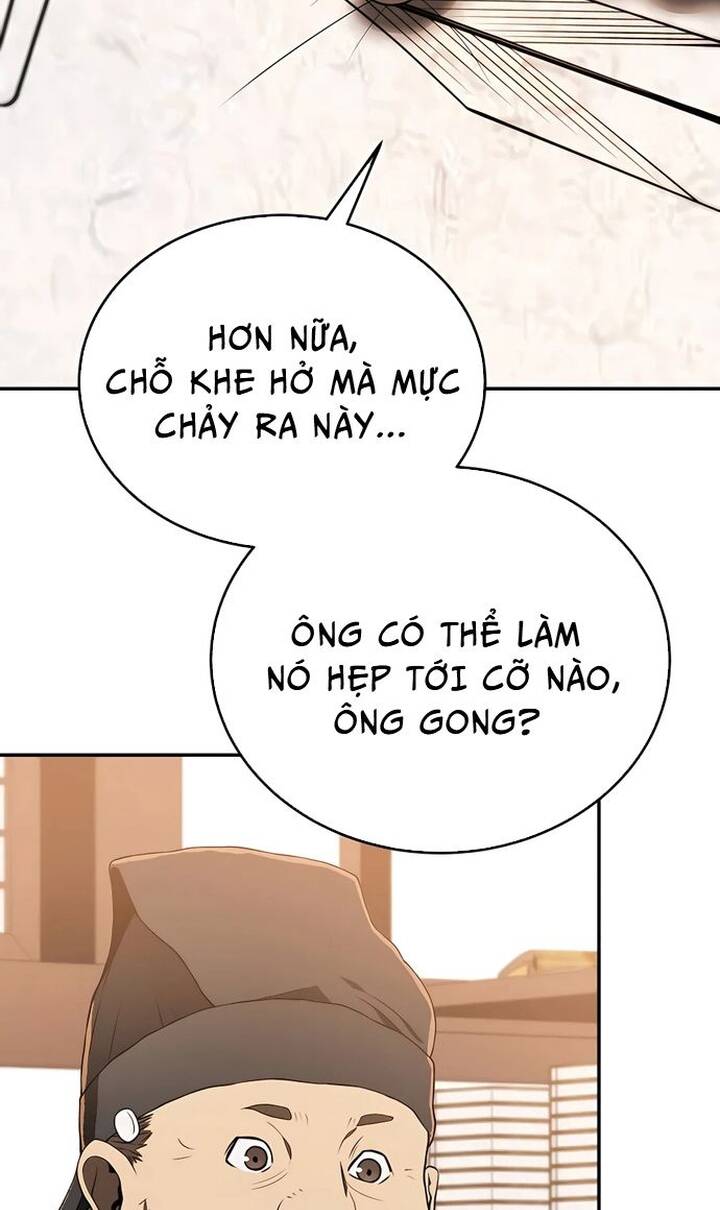 HƠN NỮA,
CHỖ KHE HỞ MÀ MỰC
CHẢY RA NÀY...
ÔNG CÓ THỂ LÀM
NÓ HẸP TỚI CỠ NÀO,
ÔNG GONG?